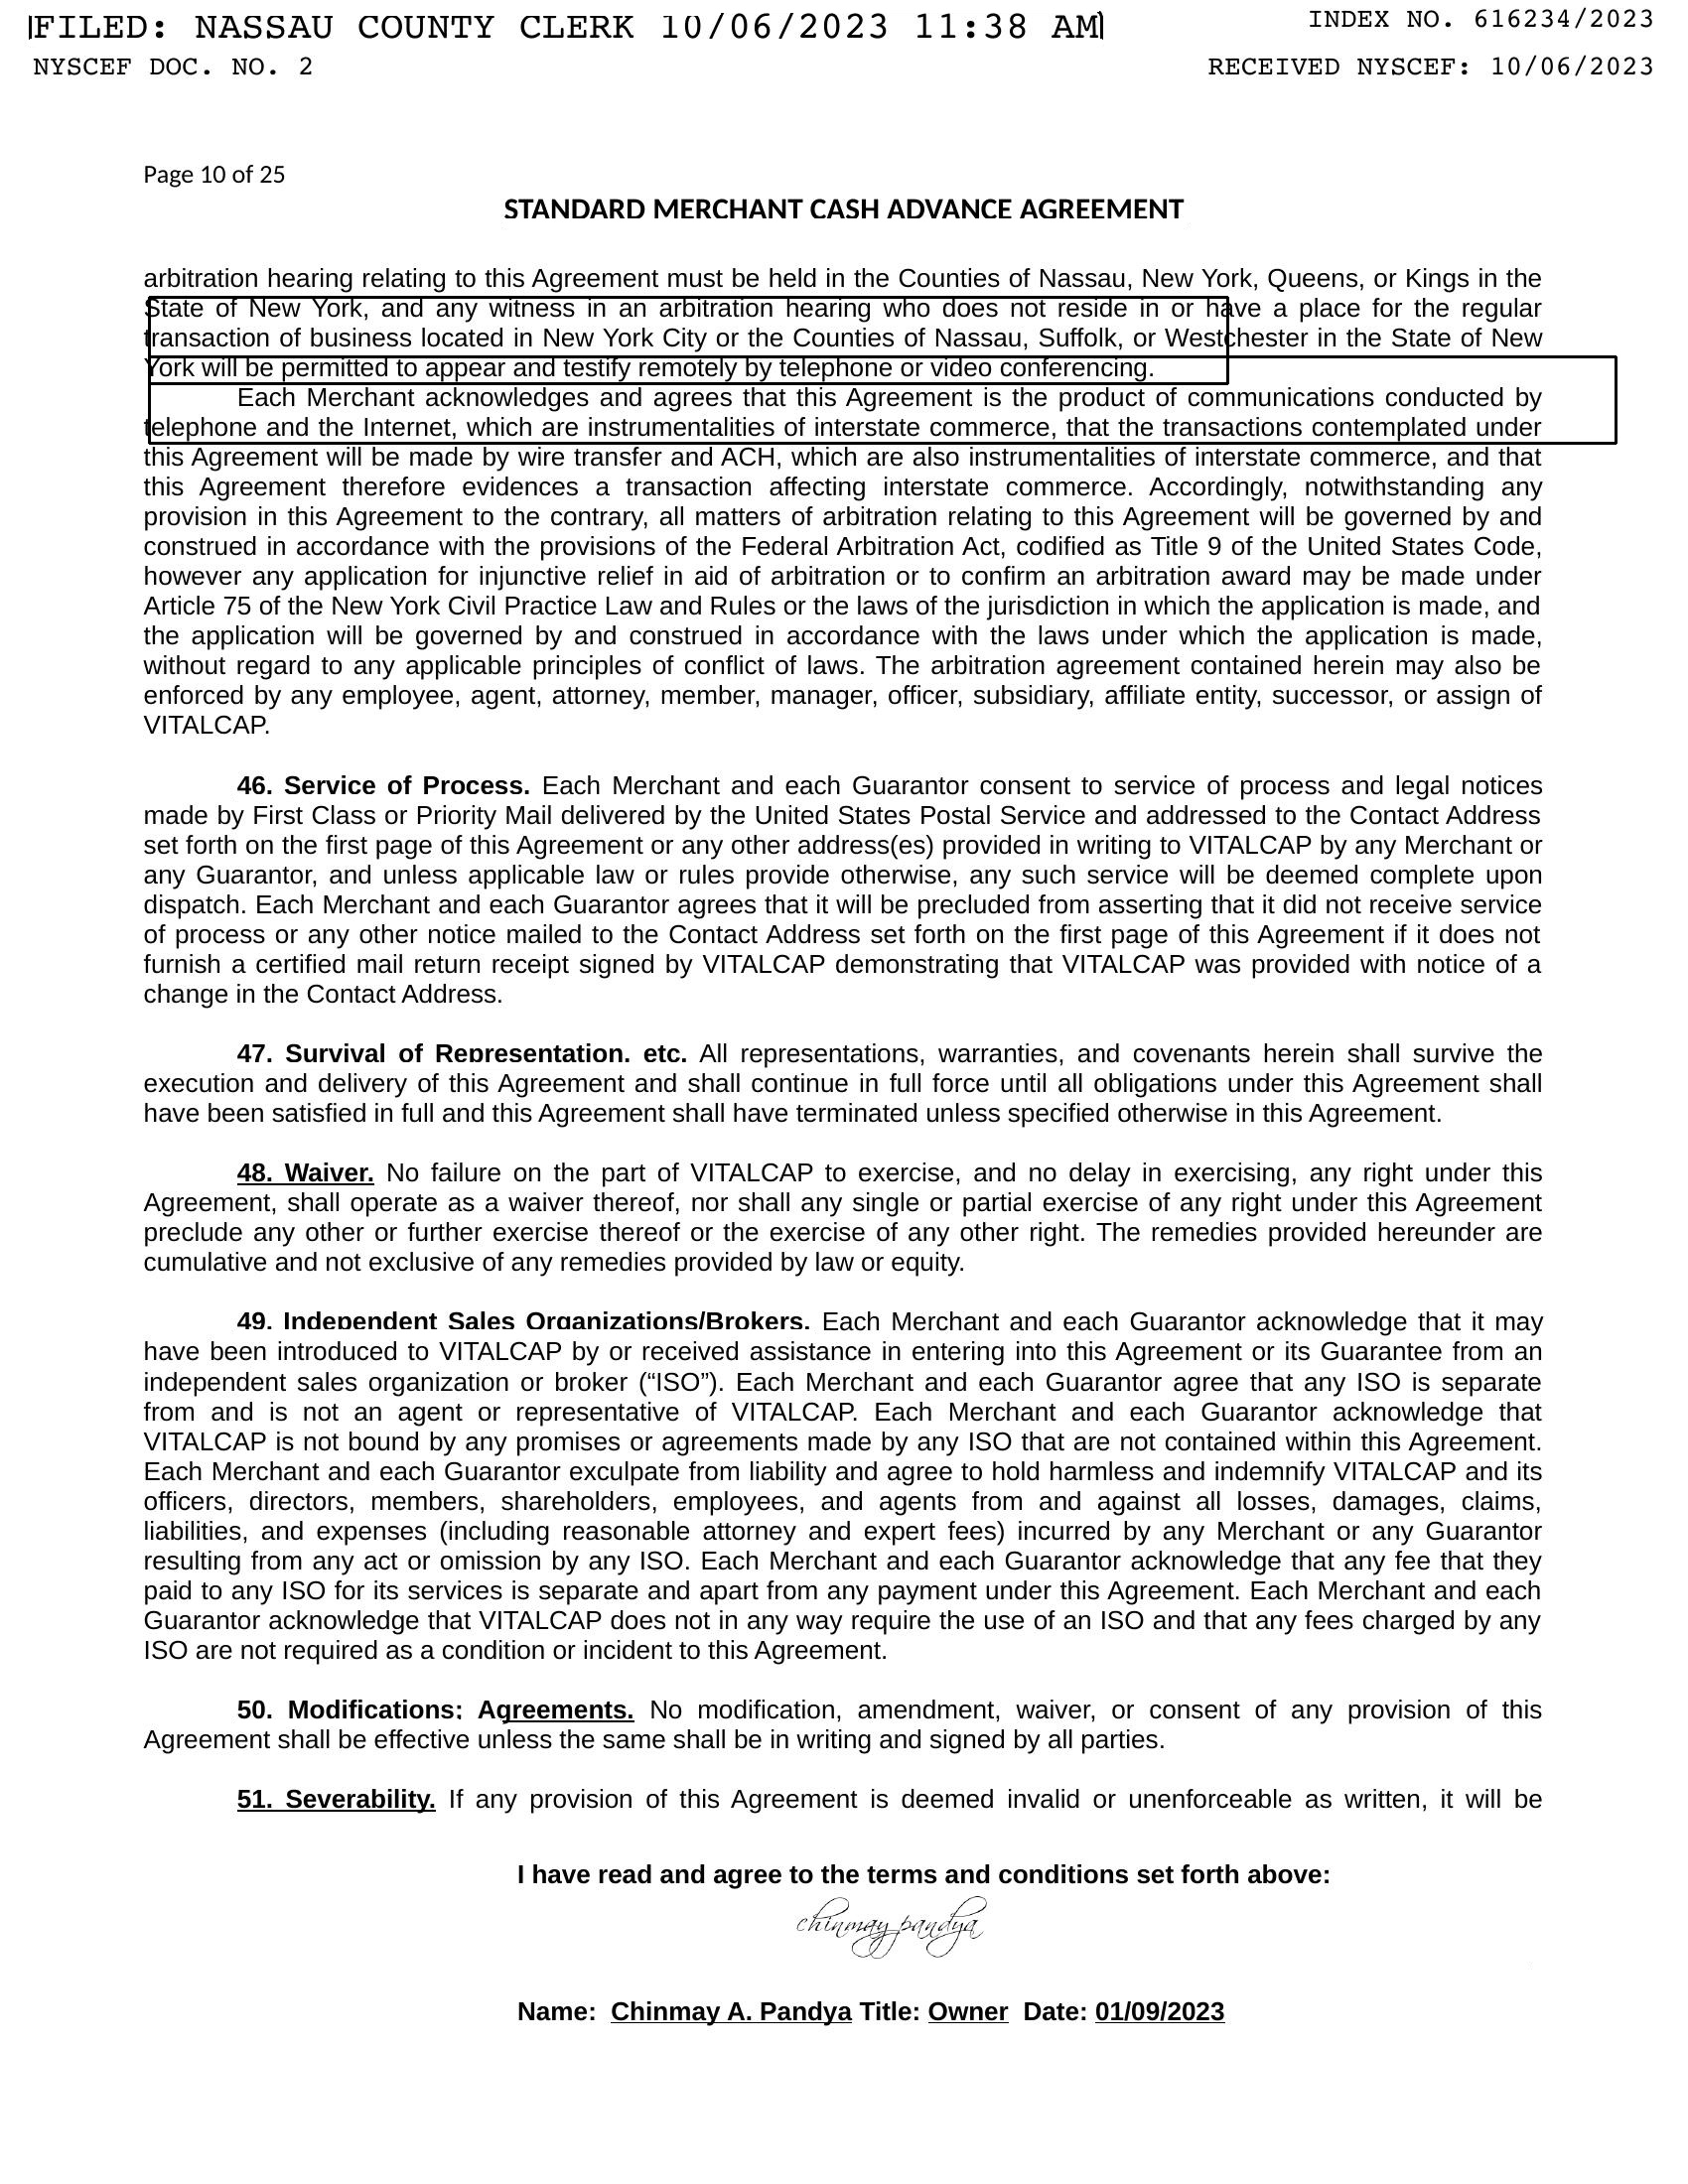 FILED: NASSAU COUNTY CLERK 10/06/2023 11:38 AM
INDEX NO. 616234/2023
NYSCEF DOC. NO. 2
RECEIVED NYSCEF: 10/06/2023
Page 10 of 25
STANDARD MERCHANT CASH ADVANCE AGREEMENT
arbitration hearing relating to this Agreement must be held in the Counties of Nassau, New York, Queens, or Kings in the
State of New York, and any witness in an arbitration hearing who does not reside in or have a place for the regular
transaction of business located in New York City or the Counties of Nassau, Suffolk, or Westchester in the State of New
York will be permitted to appear and testify remotely by telephone or video conferencing.
Each Merchant acknowledges and agrees that this Agreement is the product of communications conducted by
telephone and the Internet, which are instrumentalities of interstate commerce, that the transactions contemplated under
this Agreement will be made by wire transfer and ACH, which are also instrumentalities of interstate commerce, and that
this Agreement therefore evidences a transaction affecting interstate commerce. Accordingly, notwithstanding any
provision in this Agreement to the contrary, all matters of arbitration relating to this Agreement will be governed by and
construed in accordance with the provisions of the Federal Arbitration Act, codified as Title 9 of the United States Code,
however any application for injunctive relief in aid of arbitration or to confirm an arbitration award may be made under
Article 75 of the New York Civil Practice Law and Rules or the laws of the jurisdiction in which the application is made, and
the application will be governed by and construed in accordance with the laws under which the application is made,
without regard to any applicable principles of conflict of laws. The arbitration agreement contained herein may also be
enforced by any employee, agent, attorney, member, manager, officer, subsidiary, affiliate entity, successor, or assign of
VITALCAP.
46. Service of Process. Each Merchant and each Guarantor consent to service of process and legal notices
made by First Class or Priority Mail delivered by the United States Postal Service and addressed to the Contact Address
set forth on the first page of this Agreement or any other address(es) provided in writing to VITALCAP by any Merchant or
any Guarantor, and unless applicable law or rules provide otherwise, any such service will be deemed complete upon
dispatch. Each Merchant and each Guarantor agrees that it will be precluded from asserting that it did not receive service
of process or any other notice mailed to the Contact Address set forth on the first page of this Agreement if it does not
furnish a certified mail return receipt signed by VITALCAP demonstrating that VITALCAP was provided with notice of a
change in the Contact Address.
47. Survival of Representation, etc. All representations, warranties, and covenants herein shall survive the
execution and delivery of this Agreement and shall continue in full force until all obligations under this Agreement shall
have been satisfied in full and this Agreement shall have terminated unless specified otherwise in this Agreement.
48. Waiver. No failure on the part of VITALCAP to exercise, and no delay in exercising, any right under this
Agreement, shall operate as a waiver thereof, nor shall any single or partial exercise of any right under this Agreement
preclude any other or further exercise thereof or the exercise of any other right. The remedies provided hereunder are
cumulative and not exclusive of any remedies provided by law or equity.
49. Independent Sales Organizations/Brokers. Each Merchant and each Guarantor acknowledge that it may
have been introduced to VITALCAP by or received assistance in entering into this Agreement or its Guarantee from an
independent sales organization or broker (“ISO”). Each Merchant and each Guarantor agree that any ISO is separate
from and is not an agent or representative of VITALCAP. Each Merchant and each Guarantor acknowledge that
VITALCAP is not bound by any promises or agreements made by any ISO that are not contained within this Agreement.
Each Merchant and each Guarantor exculpate from liability and agree to hold harmless and indemnify VITALCAP and its
officers, directors, members, shareholders, employees, and agents from and against all losses, damages, claims,
liabilities, and expenses (including reasonable attorney and expert fees) incurred by any Merchant or any Guarantor
resulting from any act or omission by any ISO. Each Merchant and each Guarantor acknowledge that any fee that they
paid to any ISO for its services is separate and apart from any payment under this Agreement. Each Merchant and each
Guarantor acknowledge that VITALCAP does not in any way require the use of an ISO and that any fees charged by any
ISO are not required as a condition or incident to this Agreement.
50. Modifications; Agreements. No modification, amendment, waiver, or consent of any provision of this
Agreement shall be effective unless the same shall be in writing and signed by all parties.
51. Severability. If any provision of this Agreement is deemed invalid or unenforceable as written, it will be
I have read and agree to the terms and conditions set forth above:
chinmay pandya
Name: Chinmay A. Pandya Title: Owner Date: 01/09/2023